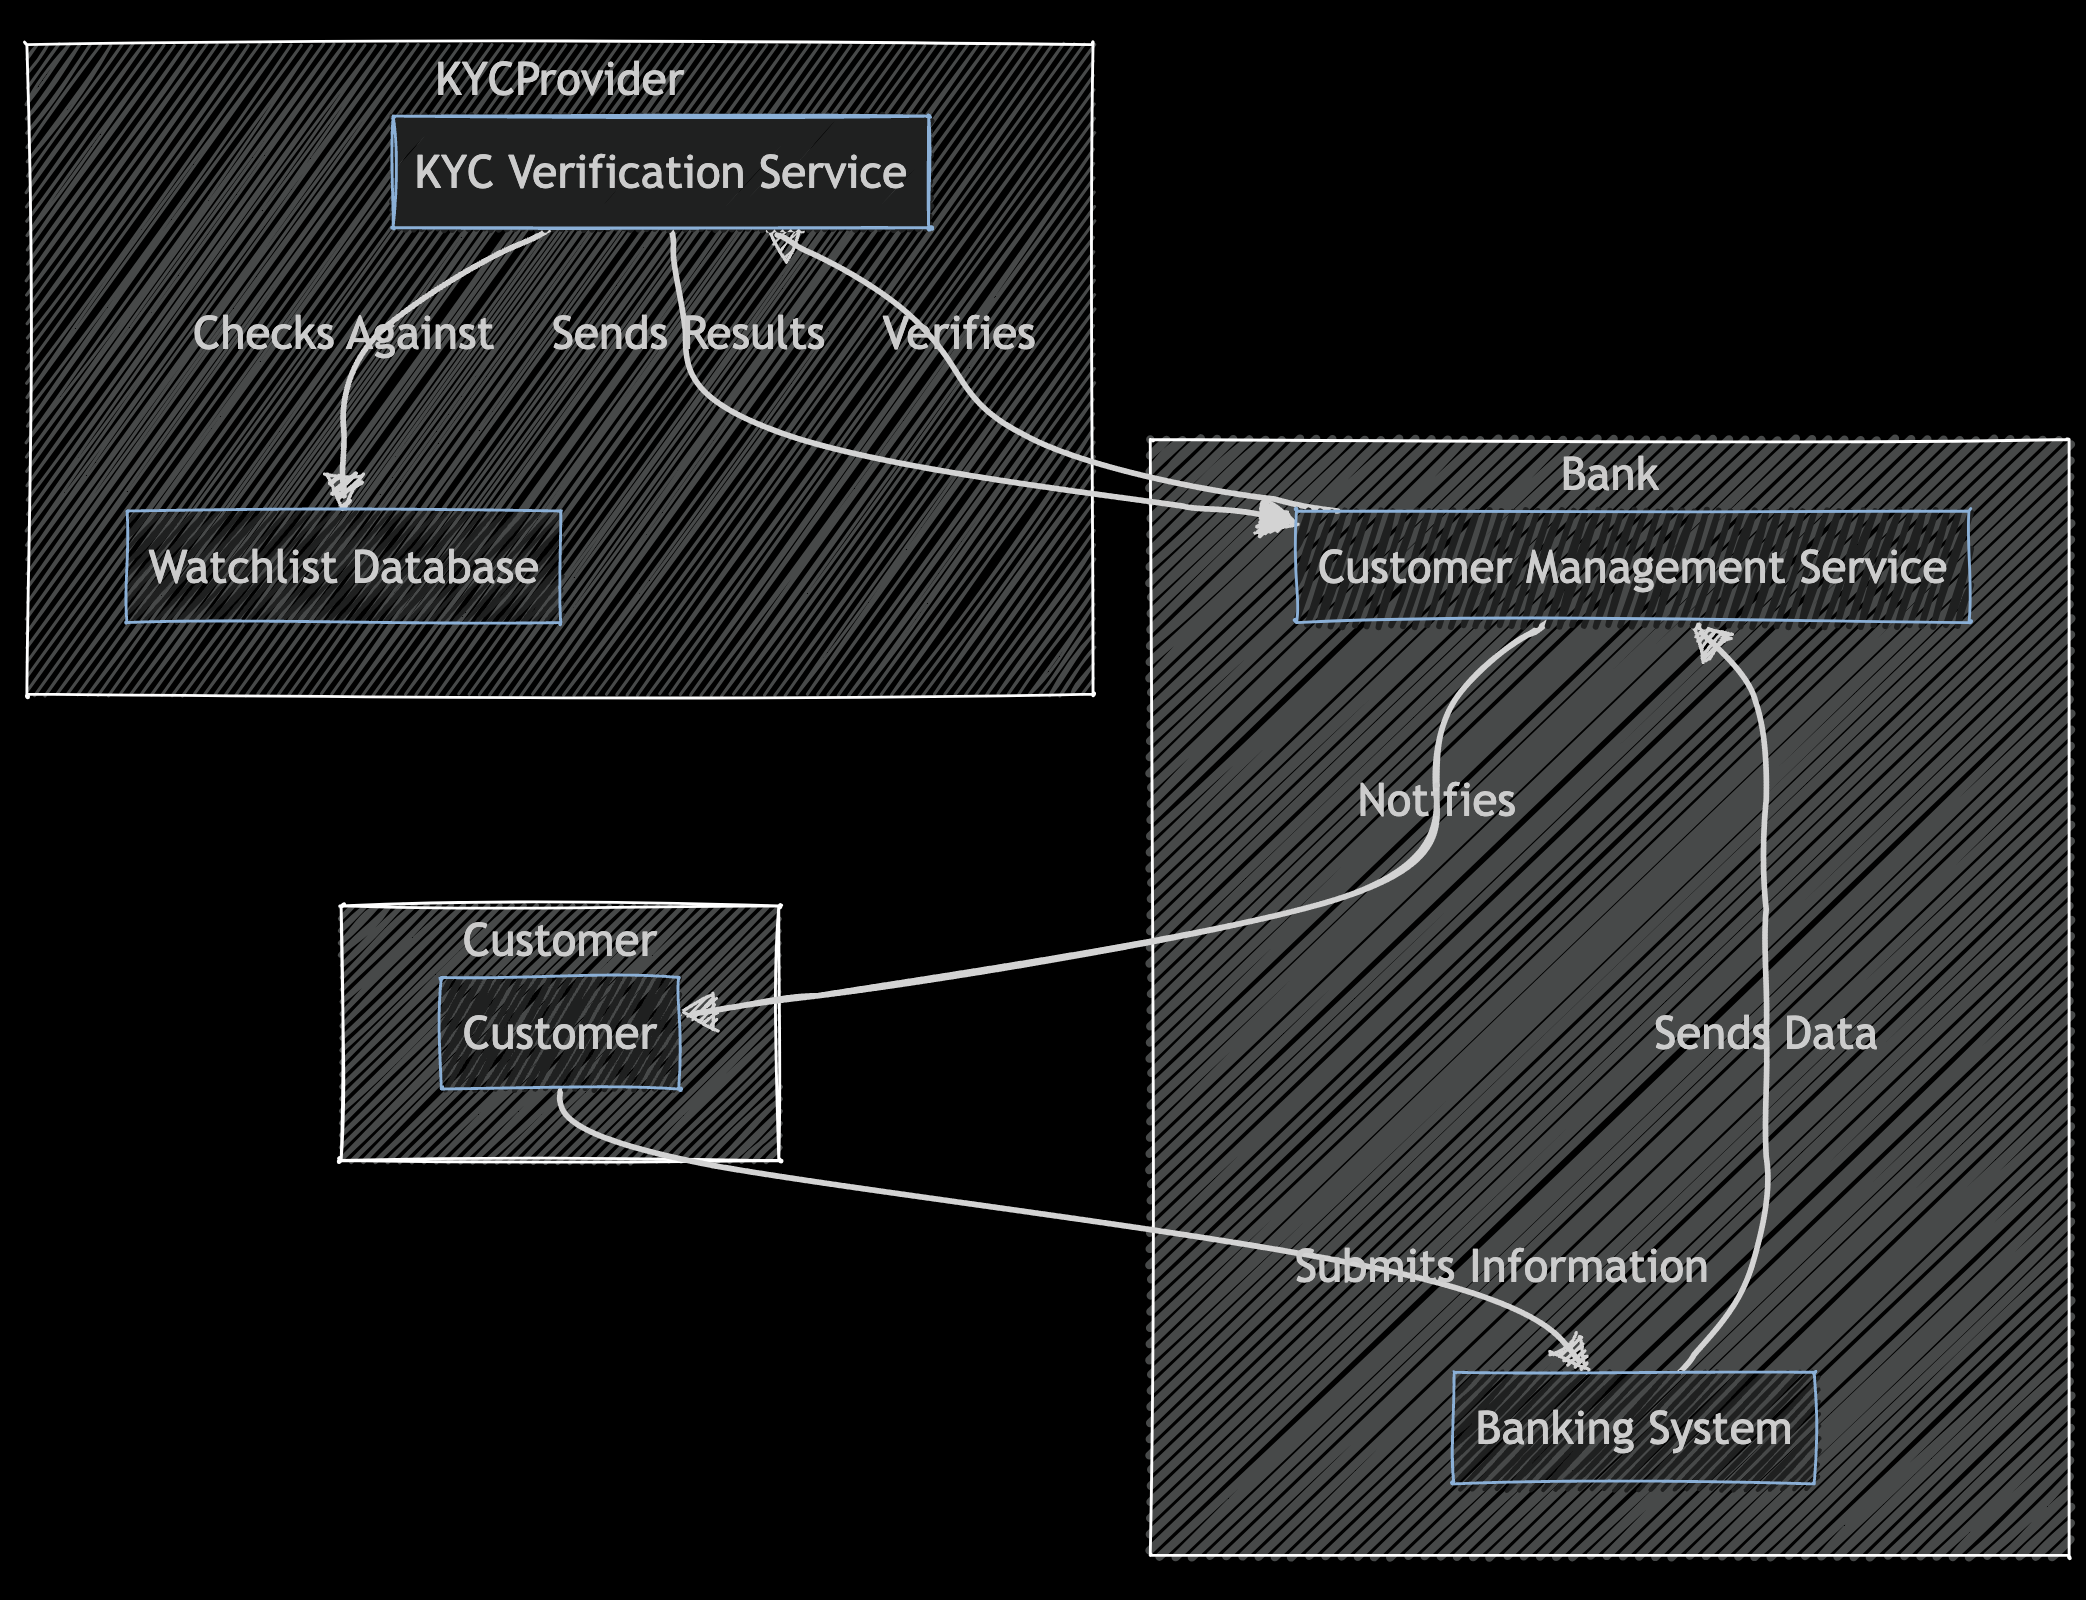 KYCProvider
KYC Verification Service
Checks Against
Sends Results
Verifies
Watchlist Database
Bank
Customer Management Service
Notifies
Customer
Customer
Sends Data
Submits Information
Banking System